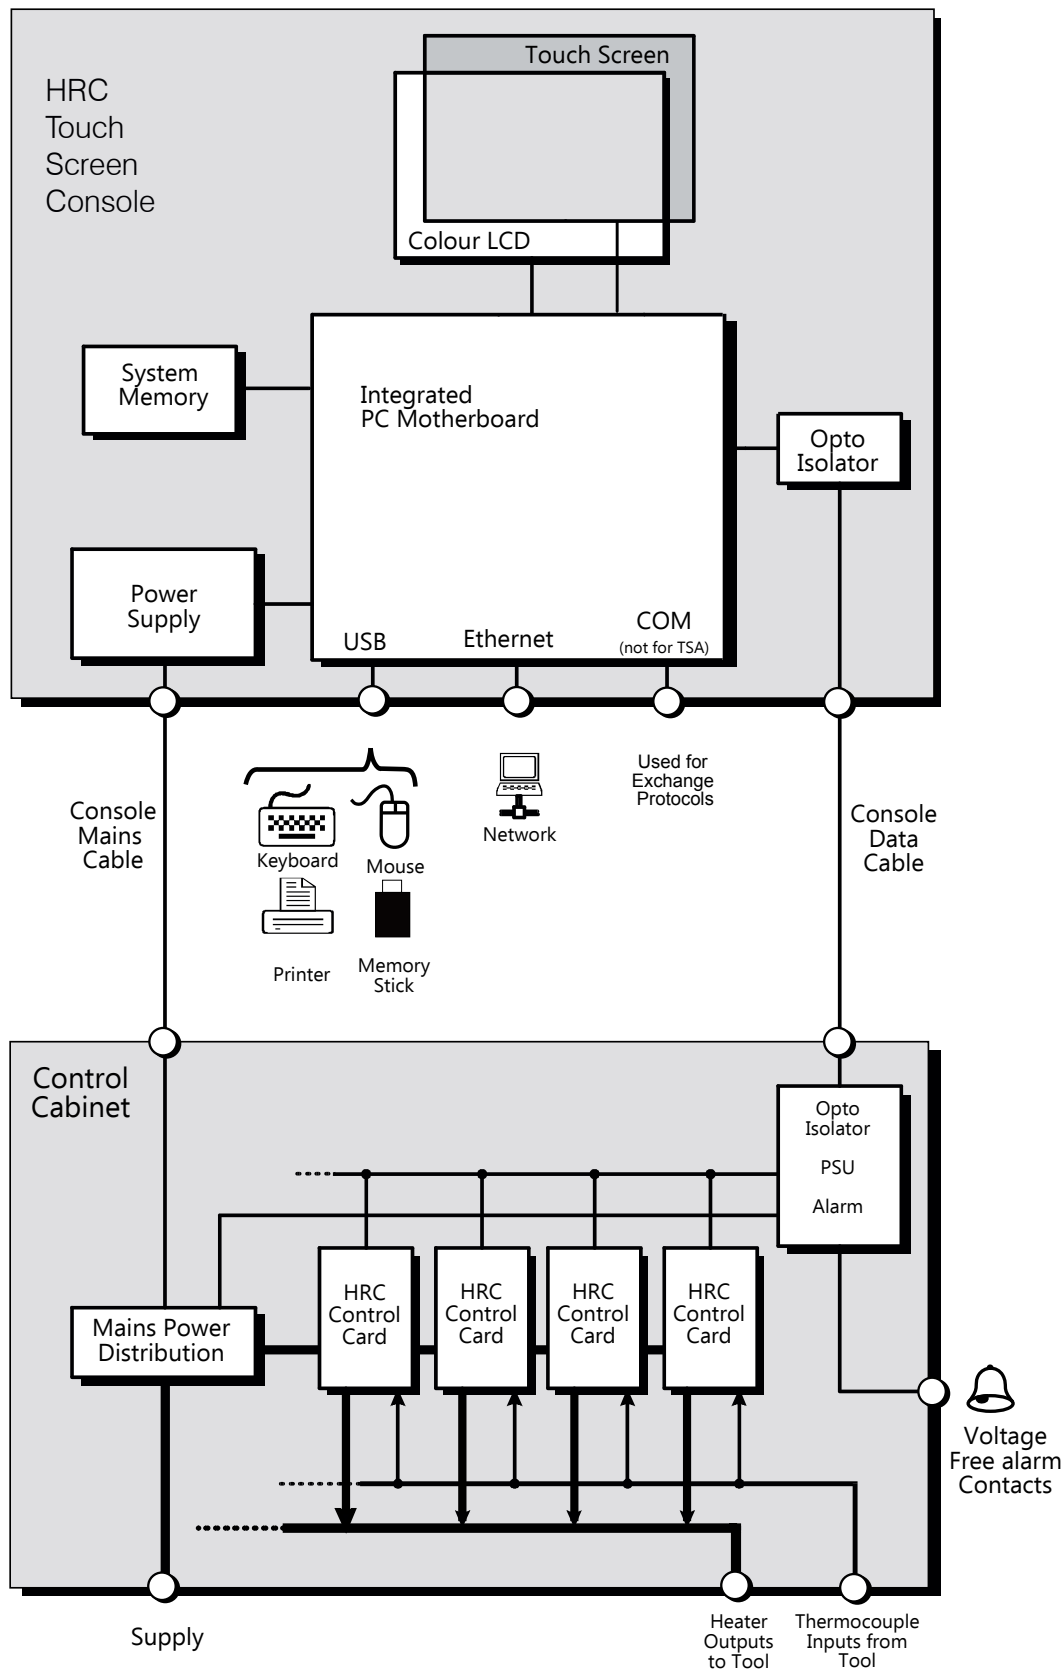 Touch Screen
HRC
Touch
Screen
Console
Colour LCD
System
Memory
Integrated
PC Motherboard
Opto
Isolator
Power
Supply
USB
Ethernet
COM
(not for TSA)
Console
Mains
Cable
Keyboard
Mouse
Printer
Memory
Stick
Network
Used for
Exchange
Protocols
Console
Data
Cable
Control
Cabinet
Opto
Isolator
PSU
Alarm
HRC
Control
Card
HRC
Control
Card
HRC
Control
Card
HRC
Control
Card
Mains Power
Distribution
Voltage
Free alarm
Contacts
Supply
Heater
Outputs
to Tool
Thermocouple
Inputs from
Tool